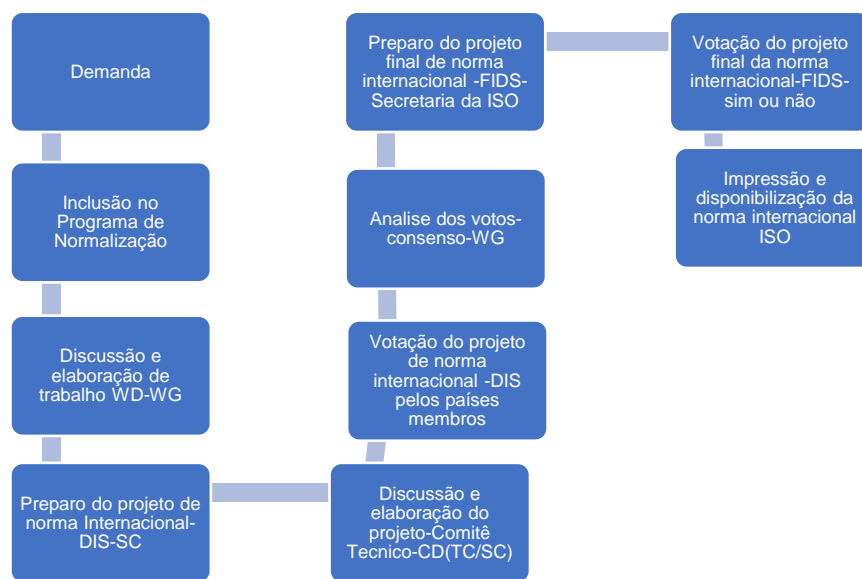 Demanda
Inclusão no
Programa de
Normalização
Discussão e
elaboração de
trabalho WD-WG
Preparo do projeto de
norma Internacional-
DIS-SC
Discussão e
elaboração do
projeto-Comitê
Tecnico-CD(TC/SC)
Votação do projeto
de norma
internacional -DIS
pelos países
membros
Analise dos votos-
consenso-WG
Preparo do projeto
final de norma
internacional -FIDS-
Secretaria da ISO
Votação do projeto
final da norma
internacional-FIDS-
sim ou não
Impressão e
disponibilização da
norma internacional
ISO